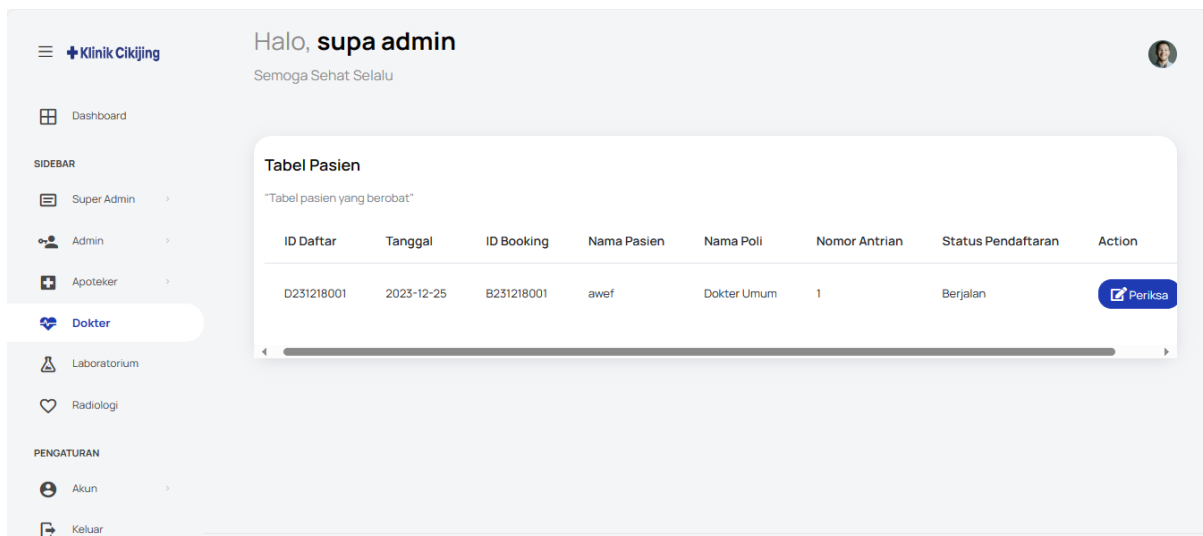 Klinik Cikijing
Halo, supa admin
Semoga Sehat Selalu
Dashboard
SIDEBAR
Super Admin
Admin
Apoteker
Dokter
Laboratorium
Radiologi
PENGATURAN
Akun
Keluar
Tabel Pasien
"Tabel pasien yang berobat"
ID Daftar Tanggal ID Booking Nama Pasien Nama Poli Nomor Antrian Status Pendaftaran Action
D231218001 2023-12-25 B231218001 awef Dokter Umum 1 Berjalan Periksa